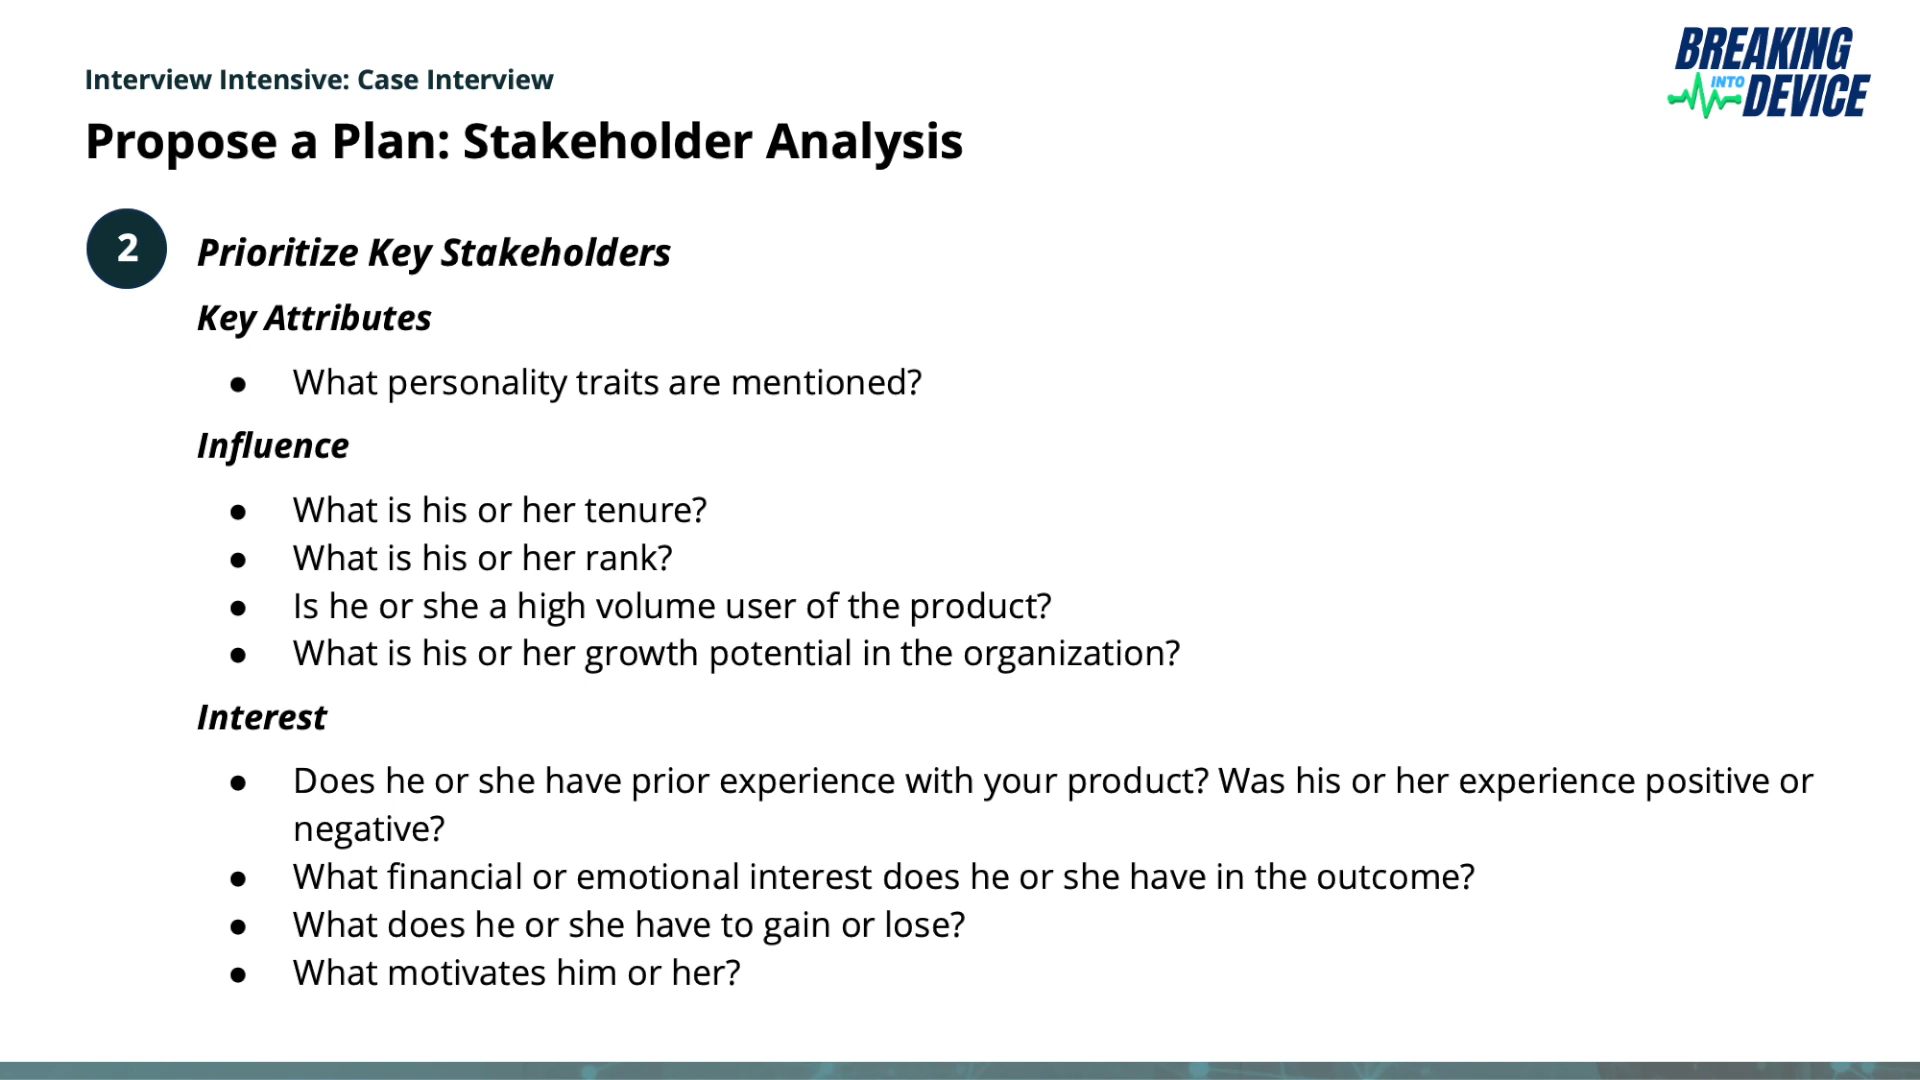 Interview Intensive: Case Interview
BREAKING
INTO
DEVICE
Propose a Plan: Stakeholder Analysis
2
Prioritize Key Stakeholders
Key Attributes
● What personality traits are mentioned?
Influence
● What is his or her tenure?
● What is his or her rank?
● Is he or she a high volume user of the product?
● What is his or her growth potential in the organization?
Interest
● Does he or she have prior experience with your product? Was his or her experience positive or
negative?
● What financial or emotional interest does he or she have in the outcome?
● What does he or she have to gain or lose?
● What motivates him or her?